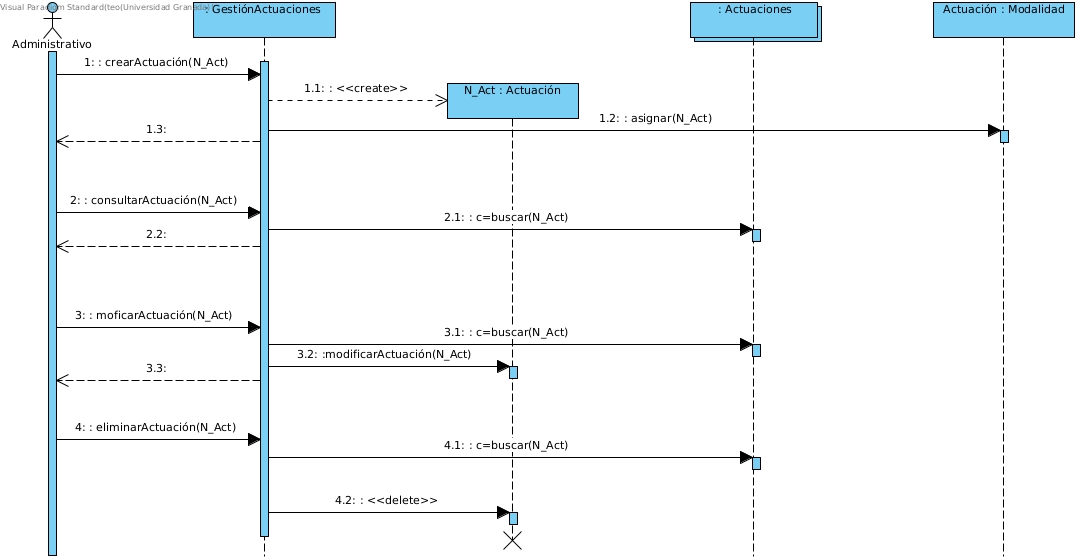 Visual Paradigm Standard(teo(Universidad Granada))
: GestiónActuaciones
: Actuaciones
Actuación : Modalidad
Administrativo
1: : crearActuación(N_Act)
1.1: : <<create>>
N_Act : Actuación
1.2: : asignar(N_Act)
1.3:
2: : consultarActuación(N_Act)
2.1: : c=buscar(N_Act)
2.2:
3: : moficarActuación(N_Act)
3.1: : c=buscar(N_Act)
3.2: :modificarActuación(N_Act)
3.3:
4: : eliminarActuación(N_Act)
4.1: : c=buscar(N_Act)
4.2: : <<delete>>